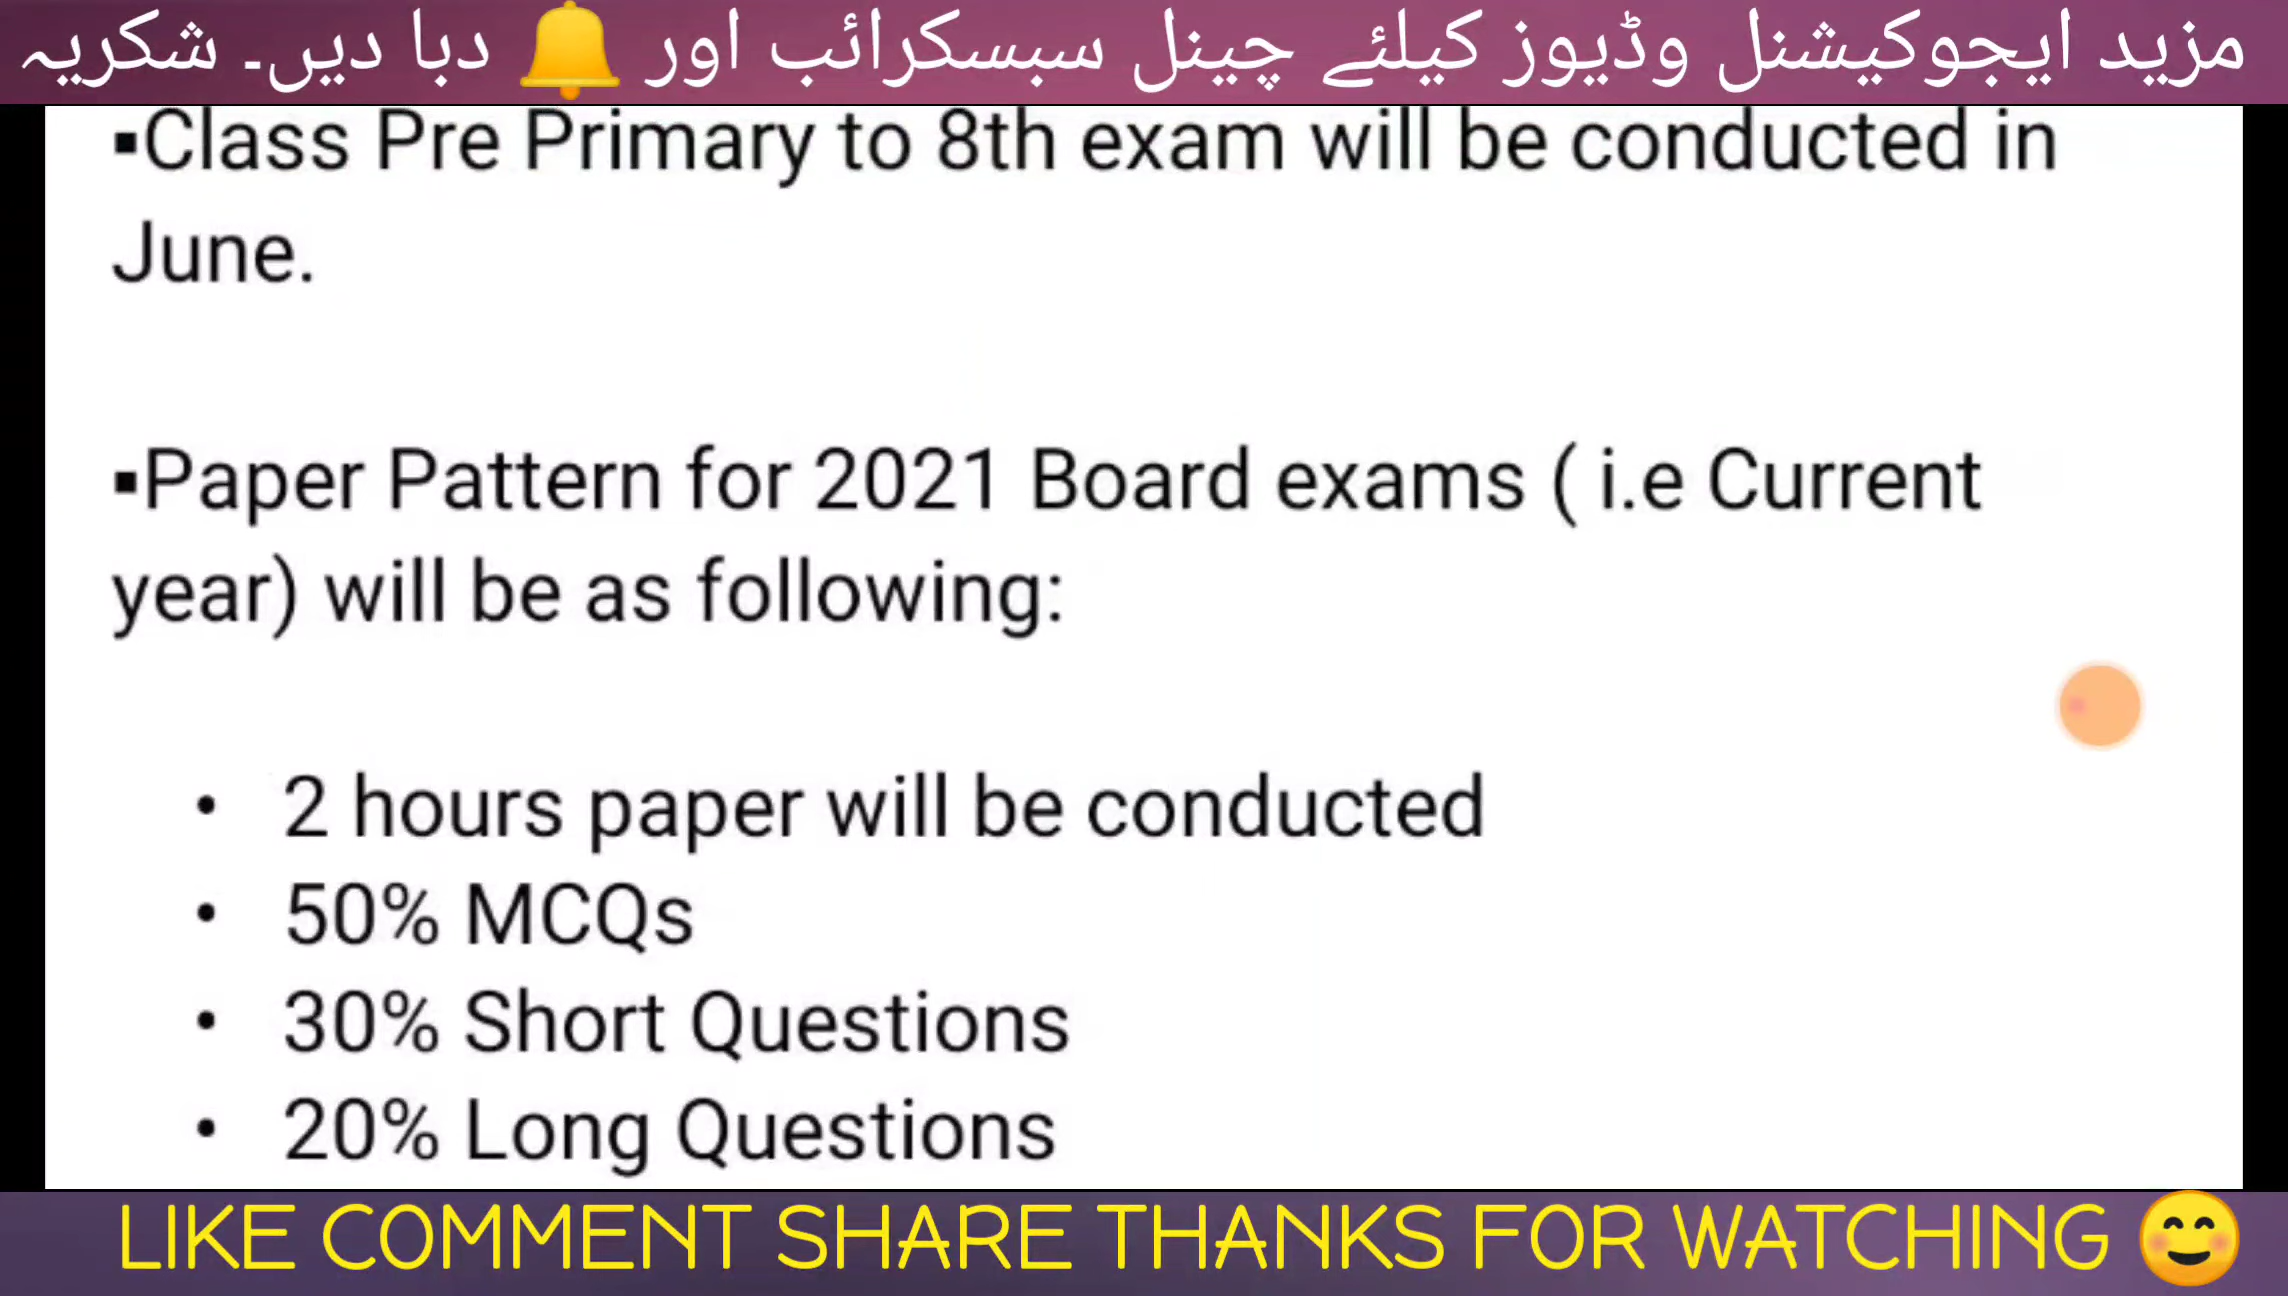 مزید ایجوکیشنل وڈیوز کیلئے چینل سبسکرائب اور 🔔 دبا دیں۔ شکریہ
▪Class Pre Primary to 8th exam will be conducted in
June.
▪Paper Pattern for 2021 Board exams ( i.e Current
year) will be as following:
• 2 hours paper will be conducted
• 50% MCQs
• 30% Short Questions
• 20% Long Questions
LIKE COMMENT SHARE THANKS FOR WATCHING 😊